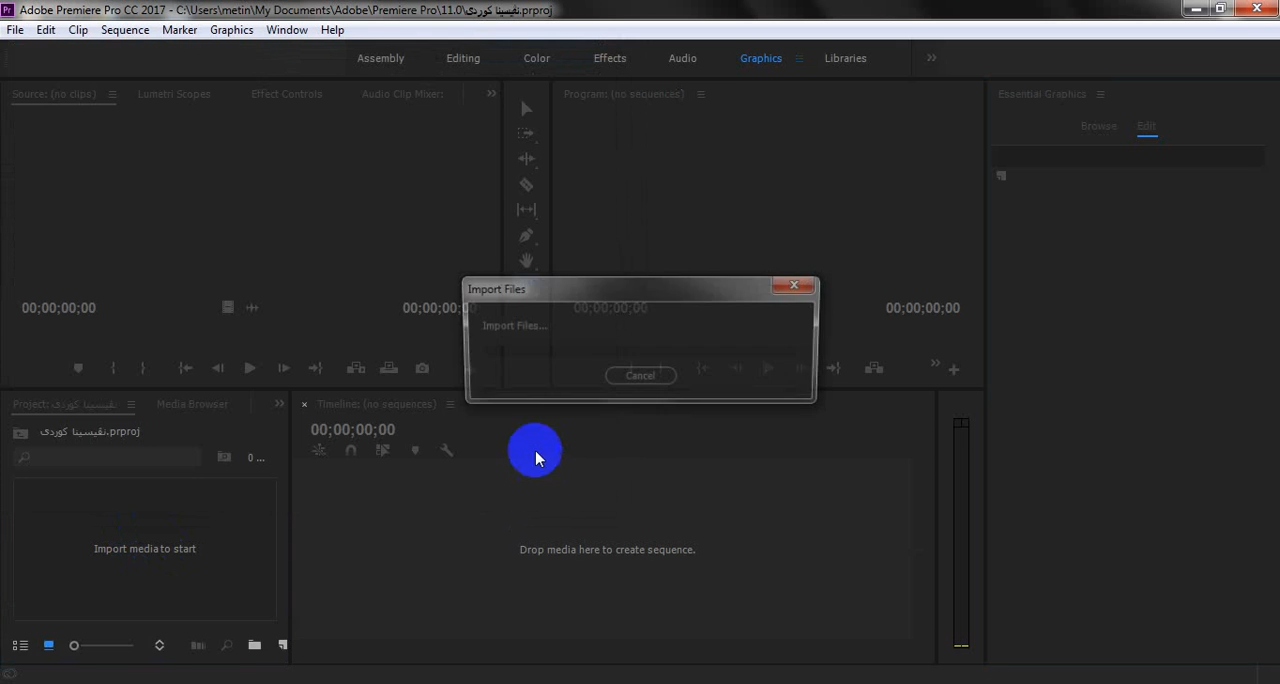 Adobe Premiere Pro CC 2017 - C:\Users\metin\My Documents\Adobe\Premiere Pro\11.0\نڤیسینا کوردی.prproj
File Edit Clip Sequence Marker Graphics Window Help
Assembly Editing Color Effects Audio Graphics Libraries
Source: (no clips) Lumetri Scopes Effect Controls Audio Clip Mixer:
Program: (no sequences)
Essential Graphics
Browse Edit
00;00;00;00 00;00;00;00
00;00;00;00 00;00;00;00
Import Files
Import Files...
Cancel
Project: نڤیسینا کوردی Media Browser
نڤیسینا کوردی.prproj
0 ...
Import media to start
Timeline: (no sequences)
00;00;00;00
Drop media here to create sequence.